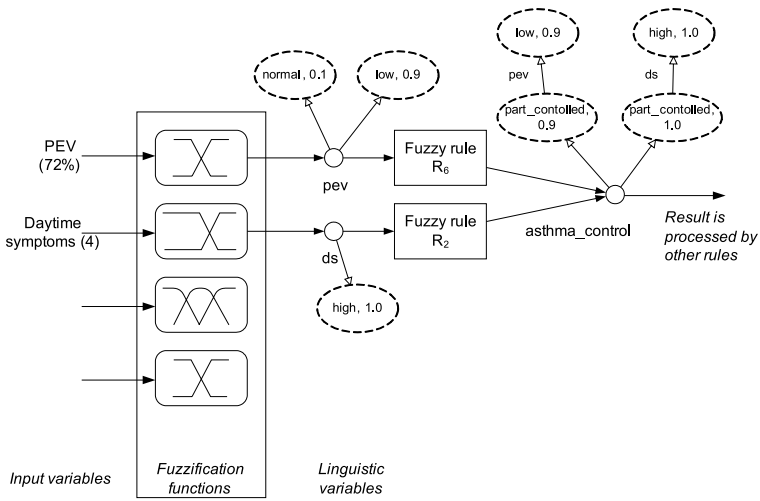 low, 0.9
high, 1.0
normal, 0.1
low, 0.9
pev
ds
part_contolled,
0.9
part_contolled,
1.0
PEV
(72%)
Fuzzy rule
R6
pev
Daytime
symptoms (4)
Fuzzy rule
R2
ds
asthma_control
Result is
processed by
other rules
high, 1.0
Input variables
Fuzzification
functions
Linguistic
variables